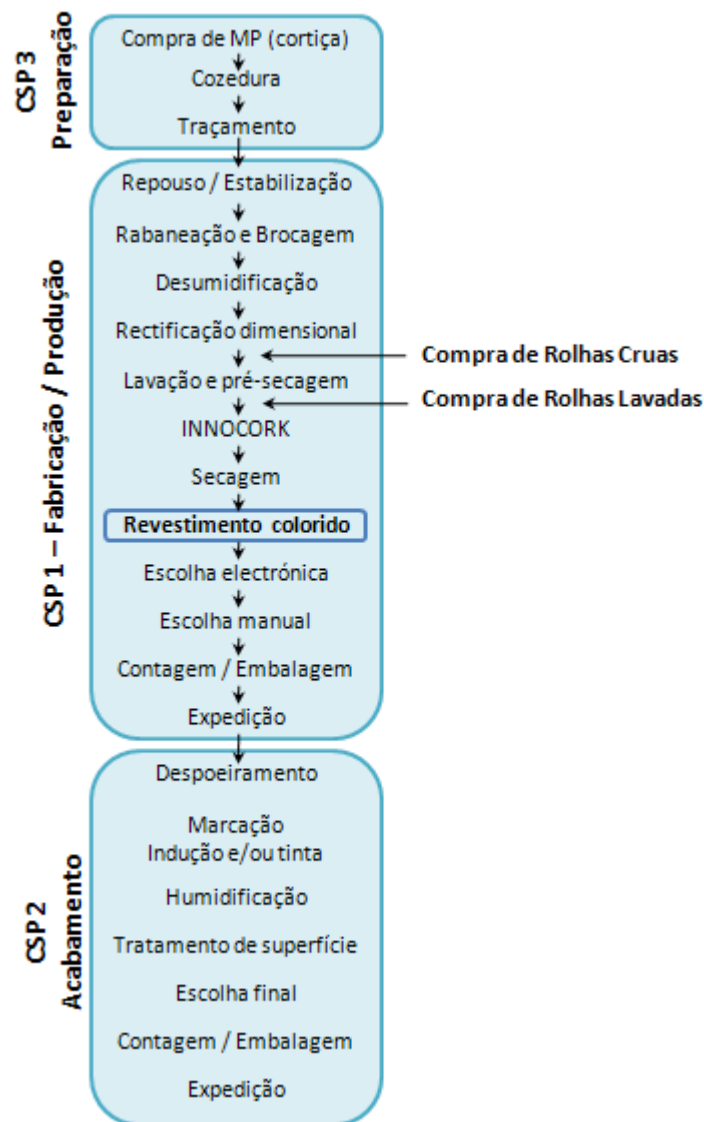 CSP 3
Preparação
Compra de MP (cortiça)
Cozedura
Traçamento
CSP 1 – Fabricação / Produção
Repouso / Estabilização
Rabaneação e Brocagem
Desumidificação
Rectificação dimensional
Compra de Rolhas Cruas
Lavação e pré-secagem
Compra de Rolhas Lavadas
INNOCORK
Secagem
Revestimento colorido
Escolha electrónica
Escolha manual
Contagem / Embalagem
Expedição
CSP 2
Acabamento
Despoeiramento
Marcação
Indução e/ou tinta
Humidificação
Tratamento de superfície
Escolha final
Contagem / Embalagem
Expedição